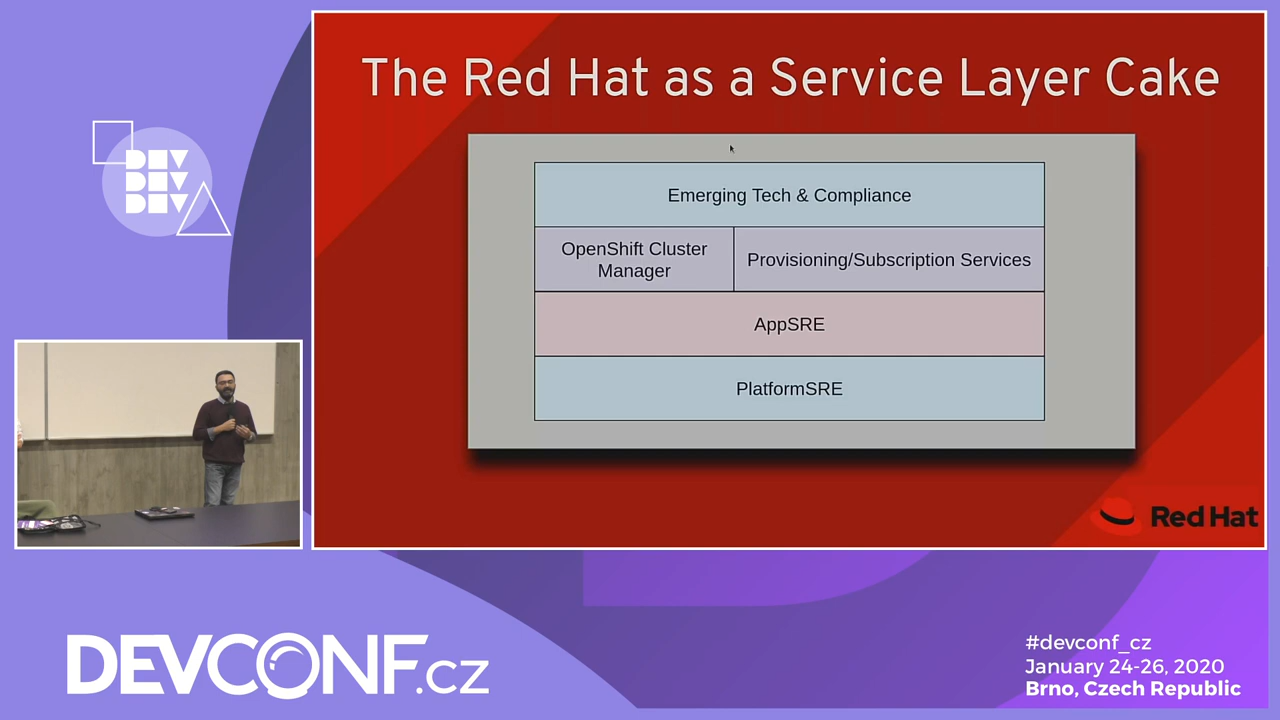 The Red Hat as a Service Layer Cake
Emerging Tech & Compliance
OpenShift Cluster
Manager
Provisioning/Subscription Services
AppSRE
PlatformSRE
Red Hat
DEV
DEV
DEV
DEVCONF.cz
#devconf_cz
January 24-26, 2020
Brno, Czech Republic